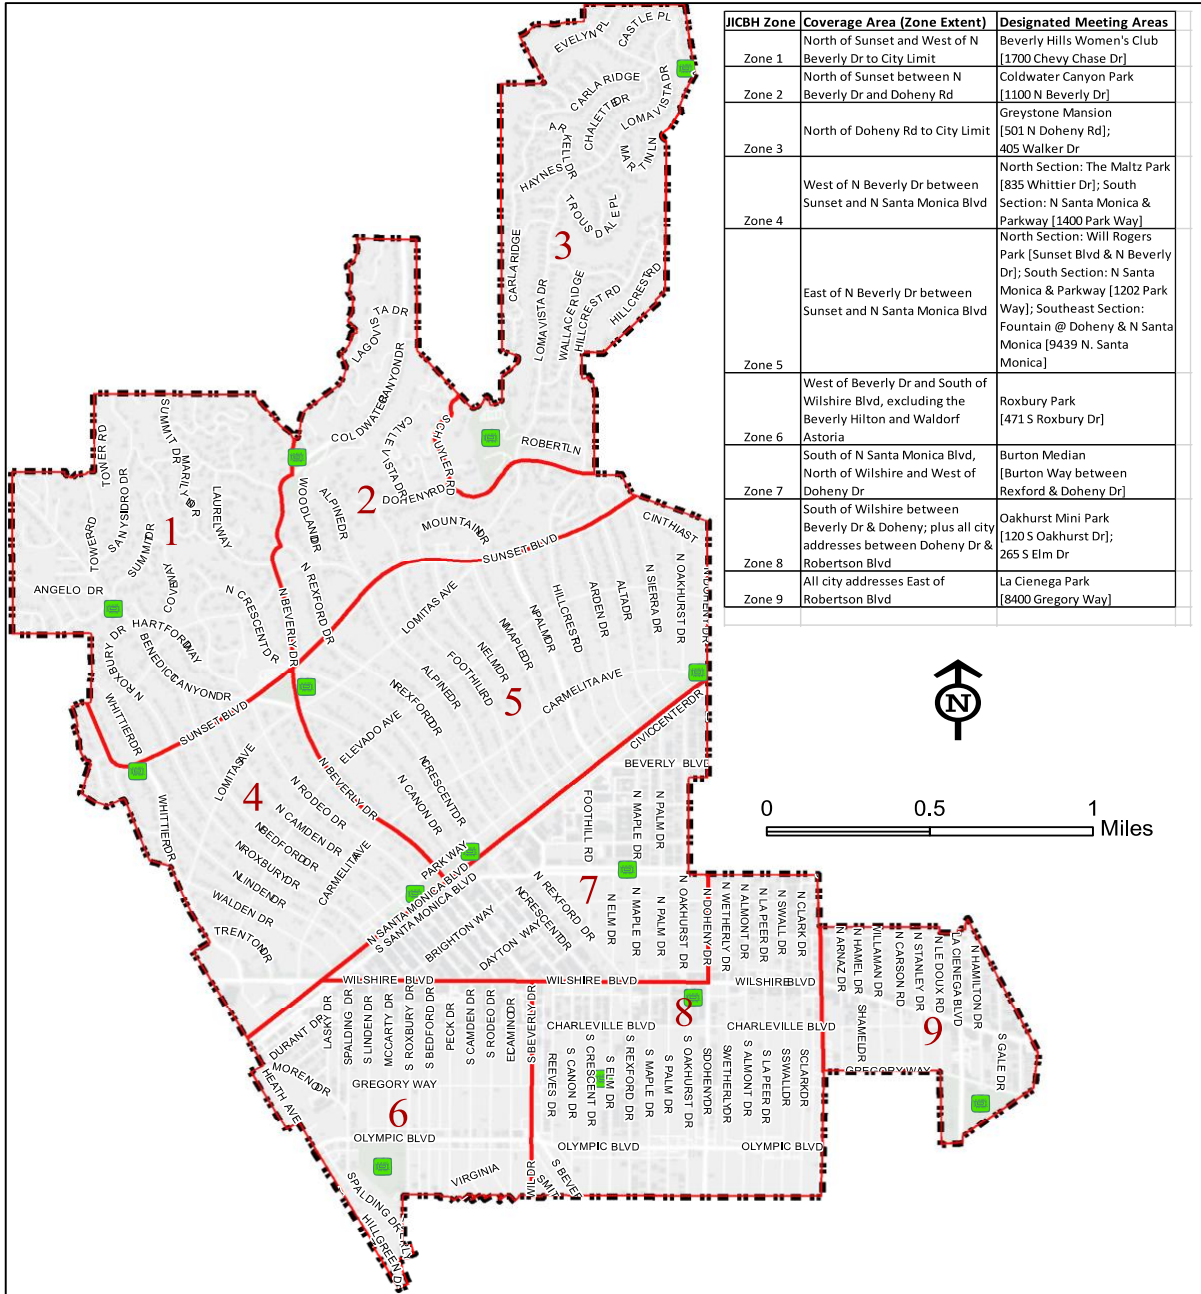 JICBH Zone Coverage Area (Zone Extent) Designated Meeting Areas
Zone 1
North of Sunset and West of N
Beverly Dr to City Limit
Beverly Hills Women's Club
[1700 Chevy Chase Dr]
Zone 2
North of Sunset between N
Beverly Dr and Doheny Rd
Coldwater Canyon Park
[1100 N Beverly Dr]
Zone 3
North of Doheny Rd to City Limit
Greystone Mansion
[501 N Doheny Rd];
405 Walker Dr
Zone 4
West of N Beverly Dr between
Sunset and N Santa Monica Blvd
North Section: The Maltz Park
[835 Whittier Dr]; South
Section: N Santa Monica &
Parkway [1400 Park Way]
Zone 5
East of N Beverly Dr between
Sunset and N Santa Monica Blvd
North Section: Will Rogers
Park [Sunset Blvd & N Beverly
Dr]; South Section: N Santa
Monica & Parkway [1202 Park
Way]; Southeast Section:
Fountain @ Doheny & N Santa
Monica [9439 N. Santa
Monica]
Zone 6
West of Beverly Dr and South of
Wilshire Blvd, excluding the
Beverly Hilton and Waldorf
Astoria
Roxbury Park
[471 S Roxbury Dr]
Zone 7
South of N Santa Monica Blvd,
North of Wilshire and West of
Doheny Dr
Burton Median
[Burton Way between
Rexford & Doheny Dr]
Zone 8
South of Wilshire between
Beverly Dr & Doheny; plus all city
addresses between Doheny Dr &
Robertson Blvd
Oakhurst Mini Park
[120 S Oakhurst Dr];
265 S Elm Dr
Zone 9
All city addresses East of
Robertson Blvd
La Cienega Park
[8400 Gregory Way]
N
0 0.5 1
Miles
EVELYN PL
CASTLE PL
CARLA RIDGE
CHALETTE DR
LOMA VISTA DR
ARKELL DR
MARTIN LN
HAYNES DR
TROUSDALE PL
3
CARLA RIDGE
LOMA VISTA DR
WALLACE RIDGE
HILLCREST RD
HILLCREST RD
LAGO VISTA DR
COLDWATER CANYON DR
CALLE VISTA DR
SCHUYLER RD
ROBERT LN
DOHENY RD
2
WOODLAND DR
ALPINE DR
MOUNTAIN DR
SUNSET BLVD
TOWER RD
SUMMIT DR
MARILYN DR
SAN YSIDRO DR
LAUREL WAY
1
TOWER RD
SUMMIT DR
COVE WAY
ANGELO DR
HARTFORD WAY
N CRESCENT DR
N BEVERLY DR
N REXFORD DR
BENEDICT CANYON DR
N ROXBURY DR
WHITTIER DR
SUNSET BLVD
CINTHIA ST
N OAKHURST DR
N DOHENY DR
N SIERRA DR
ALTA DR
ARDEN DR
HILLCREST RD
N PALM DR
N MAPLE DR
N ELM DR
FOOTHILL RD
ALPINE DR
N REXFORD DR
LOMITAS AVE
5
CARMELITA AVE
ELEVADO AVE
N CRESCENT DR
N CANON DR
N BEVERLY DR
CIVIC CENTER DR
BEVERLY BLVD
LOMITAS AVE
4
N RODEO DR
N CAMDEN DR
N BEDFORD DR
N ROXBURY DR
N LINDEN DR
WALDEN DR
TRENTON DR
WHITTIER DR
CARMELITA AVE
PARK WAY
N SANTA MONICA BLVD
S SANTA MONICA BLVD
BRIGHTON WAY
DAYTON WAY
N CRESCENT DR
N REXFORD DR
FOOTHILL RD
N MAPLE DR
N PALM DR
7
N ELM DR
N MAPLE DR
N PALM DR
N OAKHURST DR
N DOHENY DR
N WETHERLY DR
N ALMONT DR
N LA PEER DR
N SWALL DR
N CLARK DR
N ARNAZ DR
N HAMEL DR
WILLAMAN DR
N CARSON RD
N STANLEY DR
N LE DOUX RD
LA CIENEGA BLVD
N HAMILTON DR
WILSHIRE BLVD
WILSHIRE BLVD
WILSHIRE BLVD
DURANT DR
MORENO DR
HEATH AVE
LASKY DR
SPALDING DR
S LINDEN DR
MCCARTY DR
S ROXBURY DR
S BEDFORD DR
PECK DR
S CAMDEN DR
S RODEO DR
EL CAMINO DR
S BEVERLY DR
8
CHARLEVILLE BLVD
CHARLEVILLE BLVD
9
SHAMEL DR
S GALE DR
GREGORY WAY
GREGORY WAY
REEVES DR
S CANON DR
S CRESCENT DR
S ELM DR
S REXFORD DR
S MAPLE DR
S PALM DR
S OAKHURST DR
S DOHENY DR
S WETHERLY DR
S ALMONT DR
S LA PEER DR
S SWALL DR
S CLARK DR
6
OLYMPIC BLVD
OLYMPIC BLVD
OLYMPIC BLVD
VIRGINIA
SPALDING DR
HILLGREEN DR